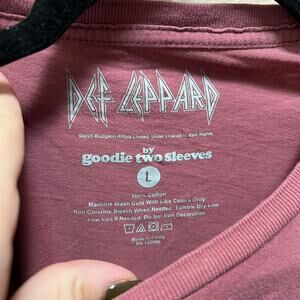 DEF LEPPARD
©2021 Bludgeon Riffola Limited. Under License to Epic Rights.
by
goodie two sleeves
L
100% Cotton
Machine Wash Cold With Like Colors Only
Non Chlorine Bleach When Needed. Tumble Dry Low
Low Iron If Needed. Do Not Iron Decoration
Made In China
RN